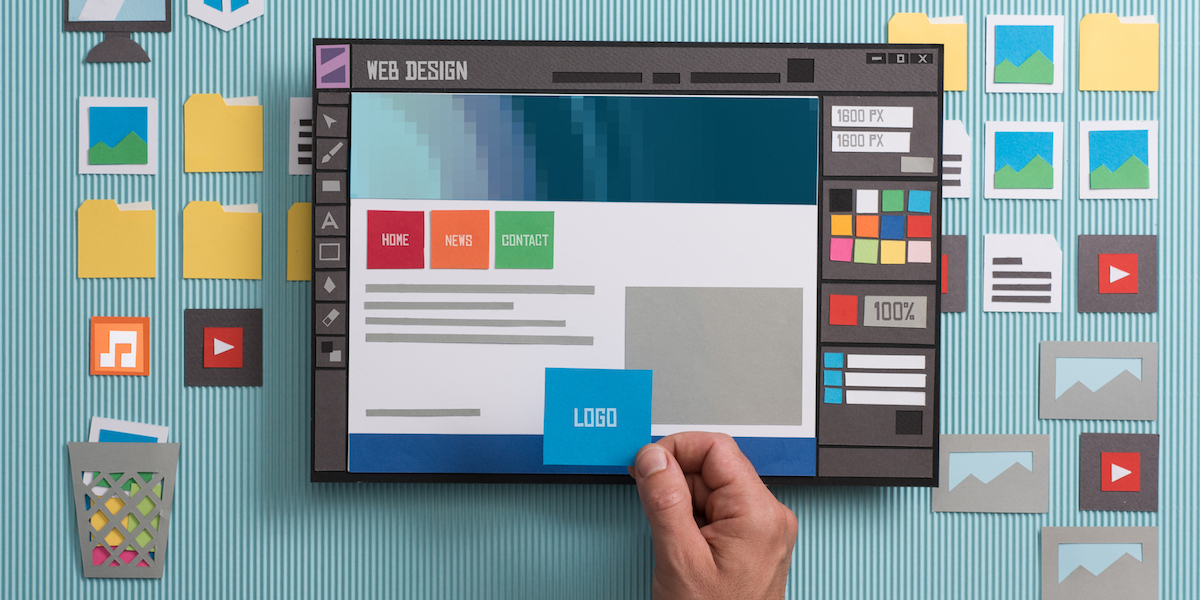 WEB DESIGN
1600 PX
1600 PX
HOME
NEWS
CONTACT
100%
LOGO
A